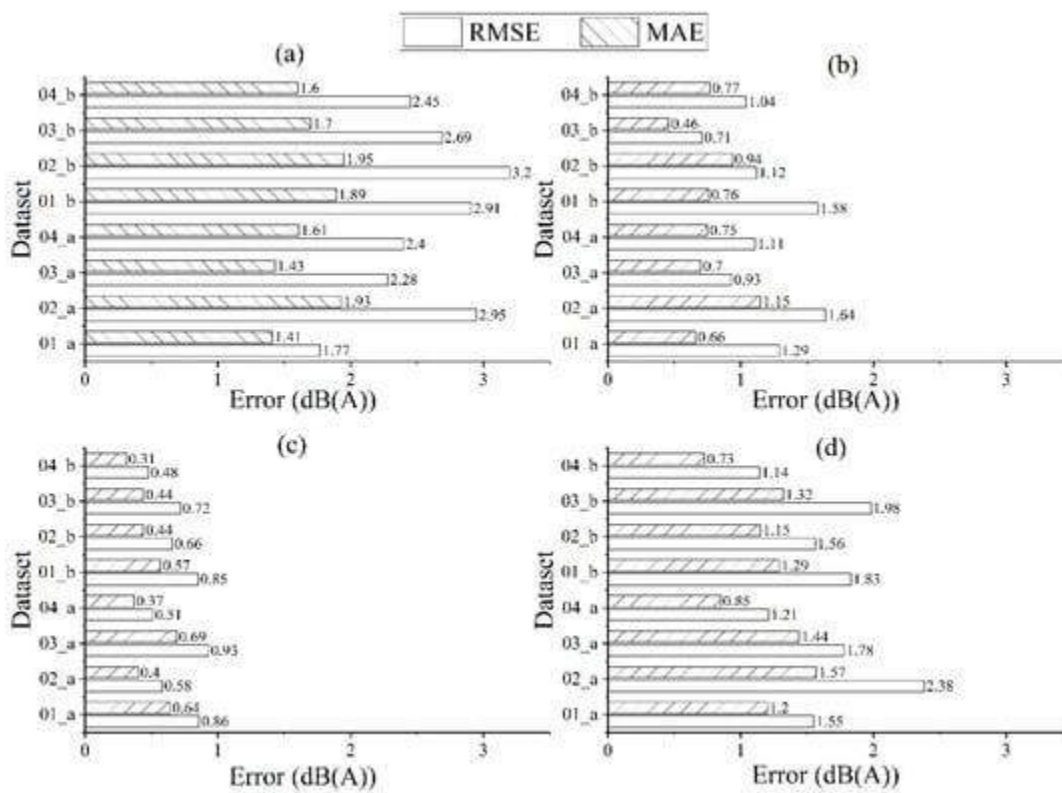 RMSE MAE
(a)
Dataset
04_b 1.6
2.45
03_b 1.7
2.69
02_b 1.95
3.2
01_b 1.89
2.91
04_a 1.61
2.4
03_a 1.43
2.28
02_a 1.93
2.95
01_a 1.41
1.77
0 1 2 3
Error (dB(A))
(b)
Dataset
04_b 0.77
1.04
03_b 0.46
0.71
02_b 0.94
1.12
01_b 0.76
1.58
04_a 0.75
1.11
03_a 0.7
0.93
02_a 1.15
1.64
01_a 0.66
1.29
0 1 2 3
Error (dB(A))
(c)
Dataset
04_b 0.31
0.48
03_b 0.44
0.72
02_b 0.44
0.66
01_b 0.57
0.85
04_a 0.37
0.51
03_a 0.69
0.93
02_a 0.4
0.58
01_a 0.64
0.86
0 1 2 3
Error (dB(A))
(d)
Dataset
04_b 0.73
1.14
03_b 1.32
1.98
02_b 1.15
1.56
01_b 1.29
1.83
04_a 0.85
1.21
03_a 1.44
1.78
02_a 1.57
2.38
01_a 1.2
1.55
0 1 2 3
Error (dB(A))